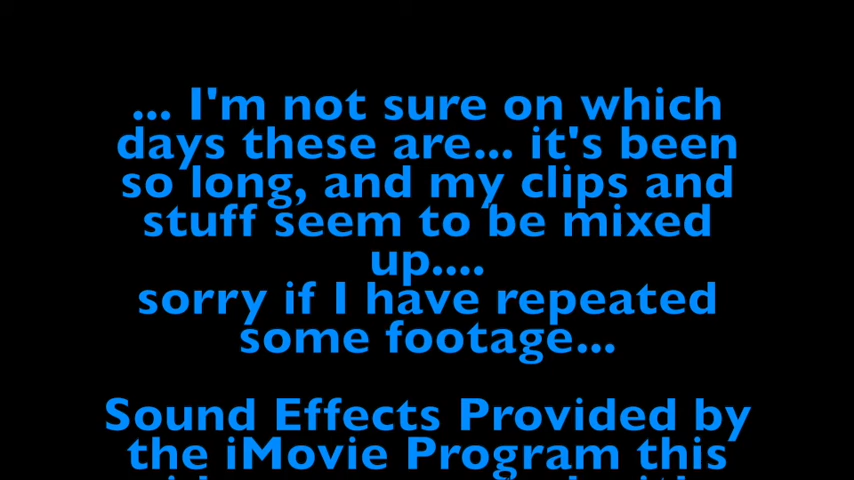 ... I'm not sure on which
days these are... it's been
so long, and my clips and
stuff seem to be mixed
up....
sorry if I have repeated
some footage...
Sound Effects Provided by
the iMovie Program this